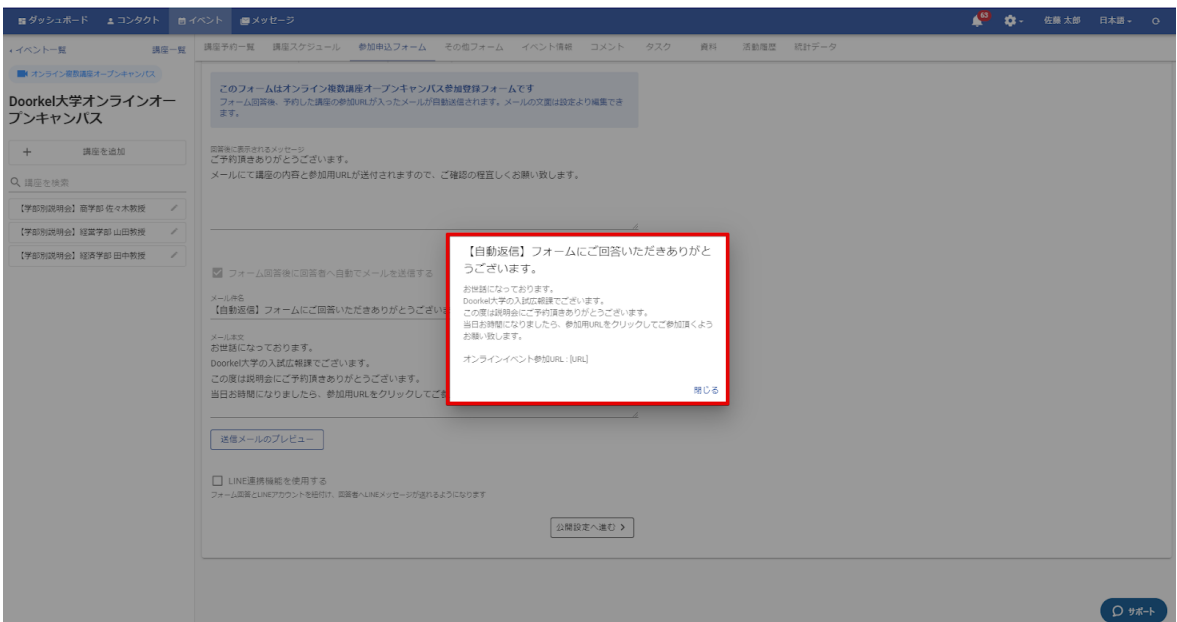 ダッシュボード
コンタクト
イベント
メッセージ
63
佐藤 太郎
日本語
イベント一覧
講座一覧
講座予約一覧
講座スケジュール
参加申込フォーム
その他フォーム
イベント情報
コメント
タスク
資料
活動履歴
統計データ
オンライン複数講座オープンキャンパス
Doorkel大学オンラインオー
プンキャンパス
+ 講座を追加
講座を検索
【学部別説明会】商学部 佐々木教授
【学部別説明会】経営学部 山田教授
【学部別説明会】経済学部 田中教授
このフォームはオンライン複数講座オープンキャンパス参加登録フォームです
フォーム回答後、予約した講座の参加URLが入ったメールが自動送信されます。メールの文面は設定より編集でき
ます。
回答後に表示されるメッセージ
ご予約頂きありがとうございます。
メールにて講座の内容と参加用URLが送付されますので、ご確認の程宜しくお願い致します。
フォーム回答後に回答者へ自動でメールを送信する
メール件名
【自動返信】フォームにご回答いただきありがとうござい
メール本文
お世話になっております。
Doorkel大学の入試広報課でございます。
この度は説明会にご予約頂きありがとうございます。
当日お時間になりましたら、参加用URLをクリックしてご
送信メールのプレビュー
LINE連携機能を使用する
フォーム回答とLINEアカウントを紐付け、回答者へLINEメッセージが送れるようになります
公開設定へ進む
【自動返信】フォームにご回答いただきありがと
うございます。
お世話になっております。
Doorkel大学の入試広報課でございます。
この度は説明会にご予約頂きありがとうございます。
当日お時間になりましたら、参加用URLをクリックしてご参加頂くよう
お願い致します。
オンラインイベント参加URL : [URL]
閉じる
サポート